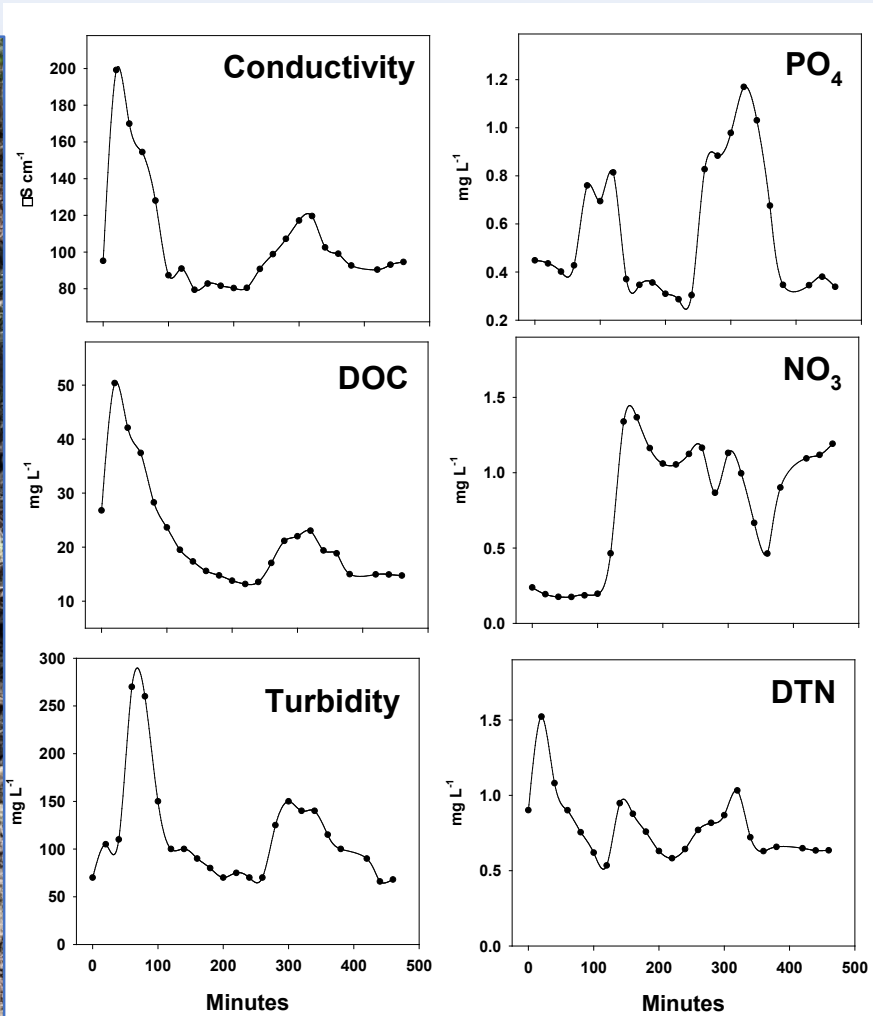 Conductivity
200
180
160
140
120
100
80
□S cm-1
PO4
1.2
1.0
0.8
0.6
0.4
0.2
mg L-1
DOC
50
40
30
20
10
mg L-1
NO3
1.5
1.0
0.5
0.0
mg L-1
Turbidity
300
250
200
150
100
50
0
mg L-1
0 100 200 300 400 500
Minutes
DTN
1.5
1.0
0.5
0.0
mg L-1
0 100 200 300 400 500
Minutes